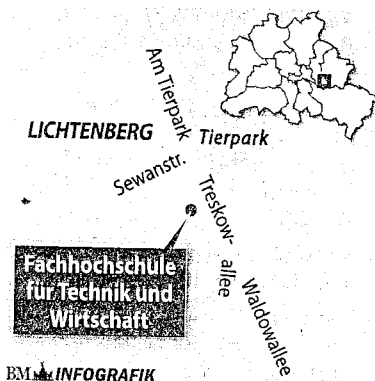 Am Tierpark
LICHTENBERG
Tierpark
Sewanstr.
Treskow-
allee
Fachhochschule
für Technik und
Wirtschaft
Waldowallee
BM INFOGRAFIK